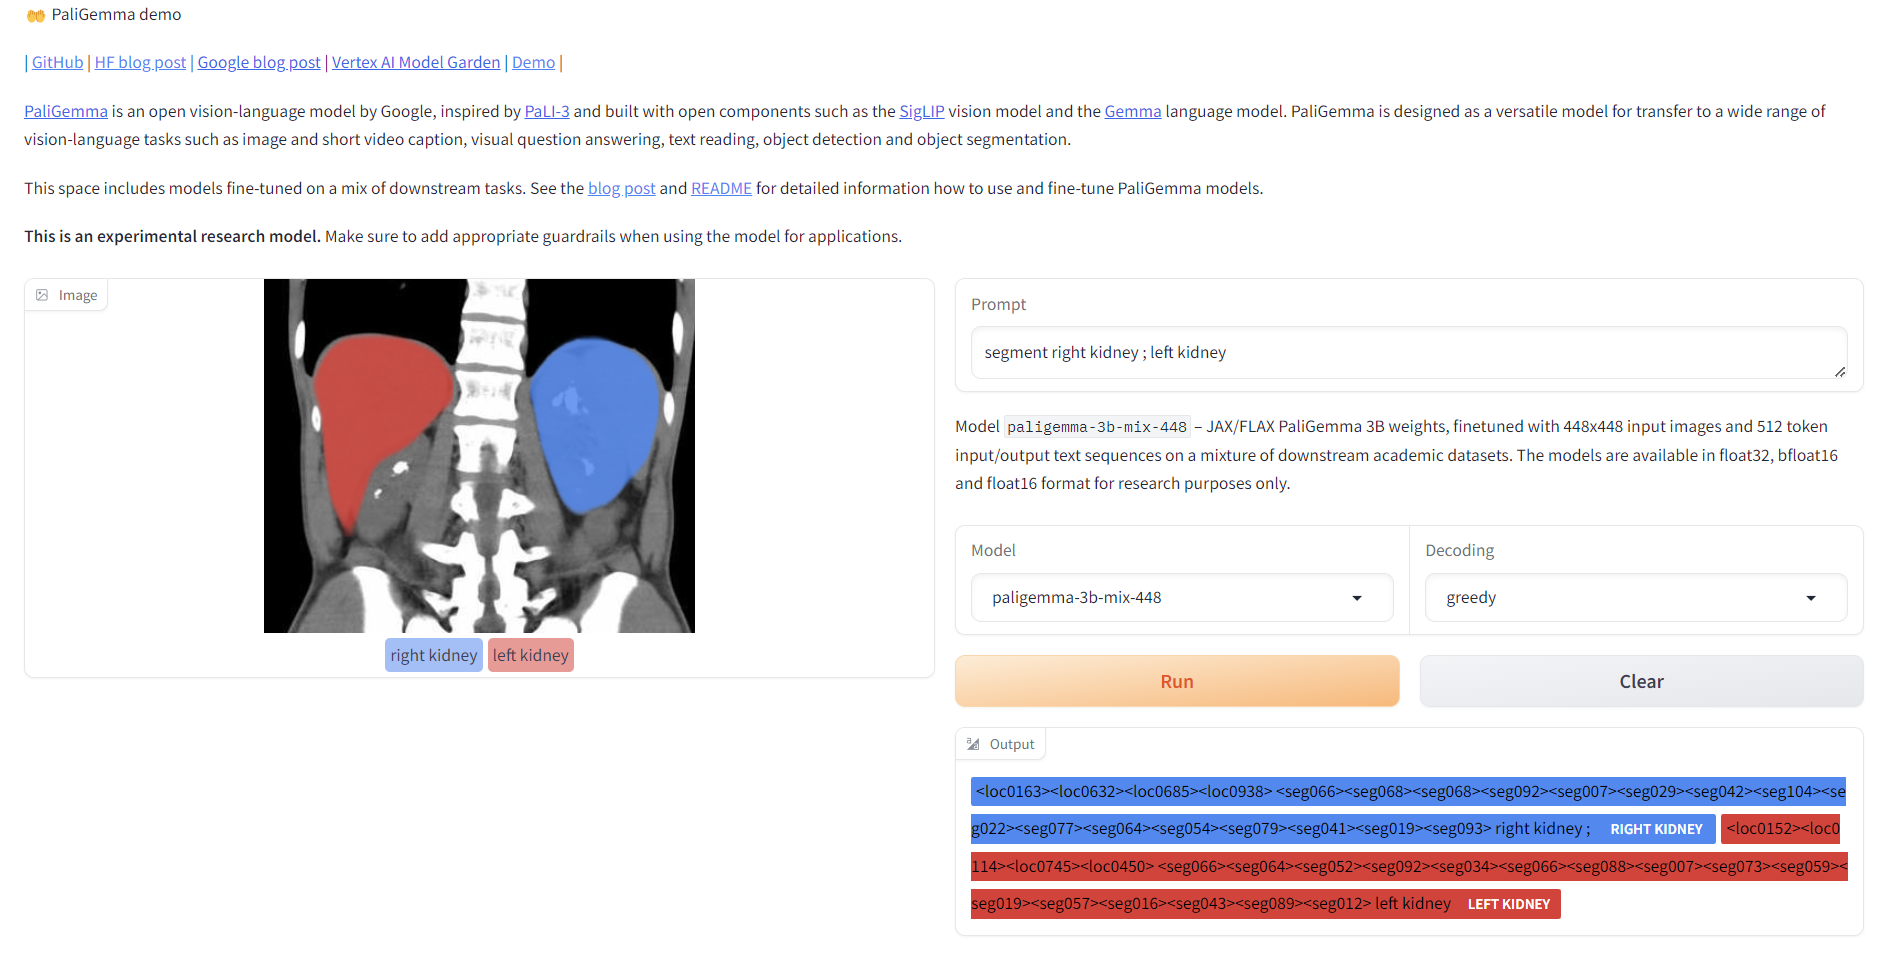 🤲 PaliGemma demo
| GitHub | HF blog post | Google blog post | Vertex AI Model Garden | Demo |
PaliGemma is an open vision-language model by Google, inspired by PaLI-3 and built with open components such as the SigLIP vision model and the Gemma language model. PaliGemma is designed as a versatile model for transfer to a wide range of
vision-language tasks such as image and short video caption, visual question answering, text reading, object detection and object segmentation.
This space includes models fine-tuned on a mix of downstream tasks. See the blog post and README for detailed information how to use and fine-tune PaliGemma models.
This is an experimental research model. Make sure to add appropriate guardrails when using the model for applications.
Image
right kidney left kidney
Prompt
segment right kidney ; left kidney
Model paligemma-3b-mix-448 – JAX/FLAX PaliGemma 3B weights, finetuned with 448x448 input images and 512 token
input/output text sequences on a mixture of downstream academic datasets. The models are available in float32, bfloat16
and float16 format for research purposes only.
Model
paligemma-3b-mix-448
Decoding
greedy
Run
Clear
Output
<loc0163><loc0632><loc0685><loc0938> <seg066><seg068><seg068><seg092><seg007><seg029><seg042><seg104><se
g022><seg077><seg064><seg054><seg079><seg041><seg019><seg093> right kidney ; RIGHT KIDNEY <loc0152><loc0
114><loc0745><loc0450> <seg066><seg064><seg052><seg092><seg034><seg066><seg088><seg007><seg073><seg059><
seg019><seg057><seg016><seg043><seg089><seg012> left kidney LEFT KIDNEY